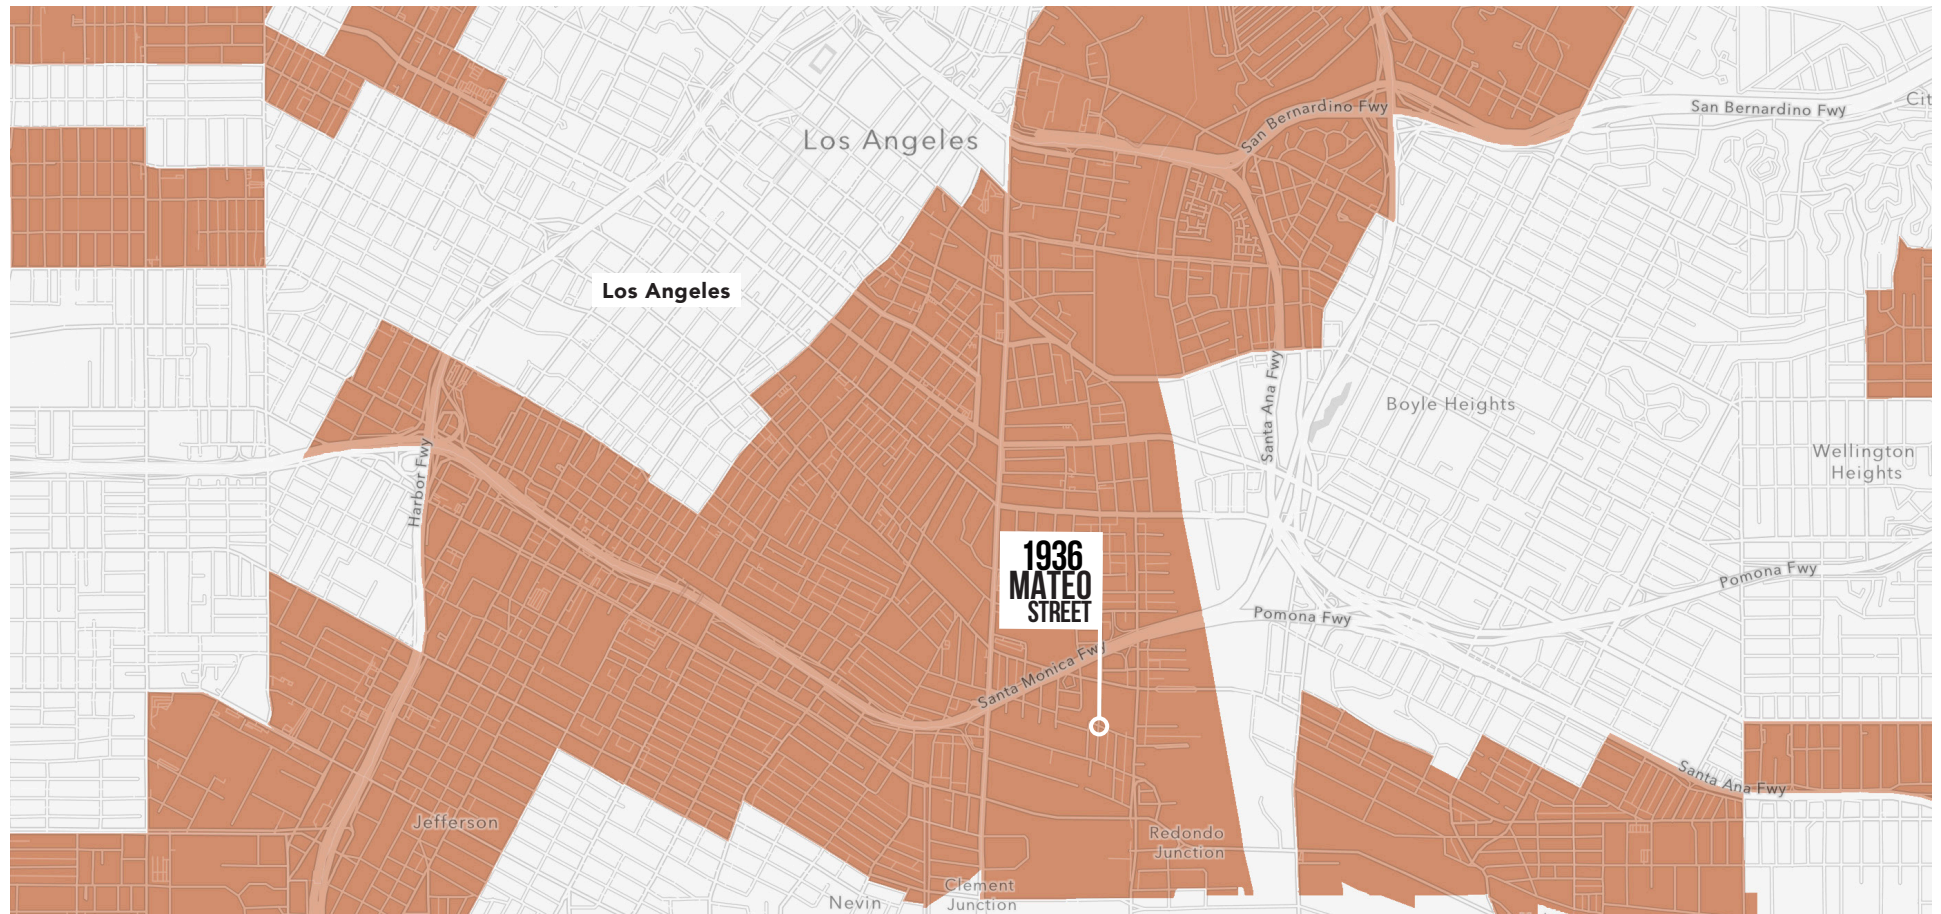 San Bernardino Fwy
San Bernardino Fwy
Cit
Los Angeles
Los Angeles
Santa Ana Fwy
Boyle Heights
Harbor Fwy
Wellington
Heights
1936
MATEO
STREET
Pomona Fwy
Pomona Fwy
Santa Monica Fwy
Santa Ana Fwy
Jefferson
Redondo
Junction
Clement
Junction
Nevin